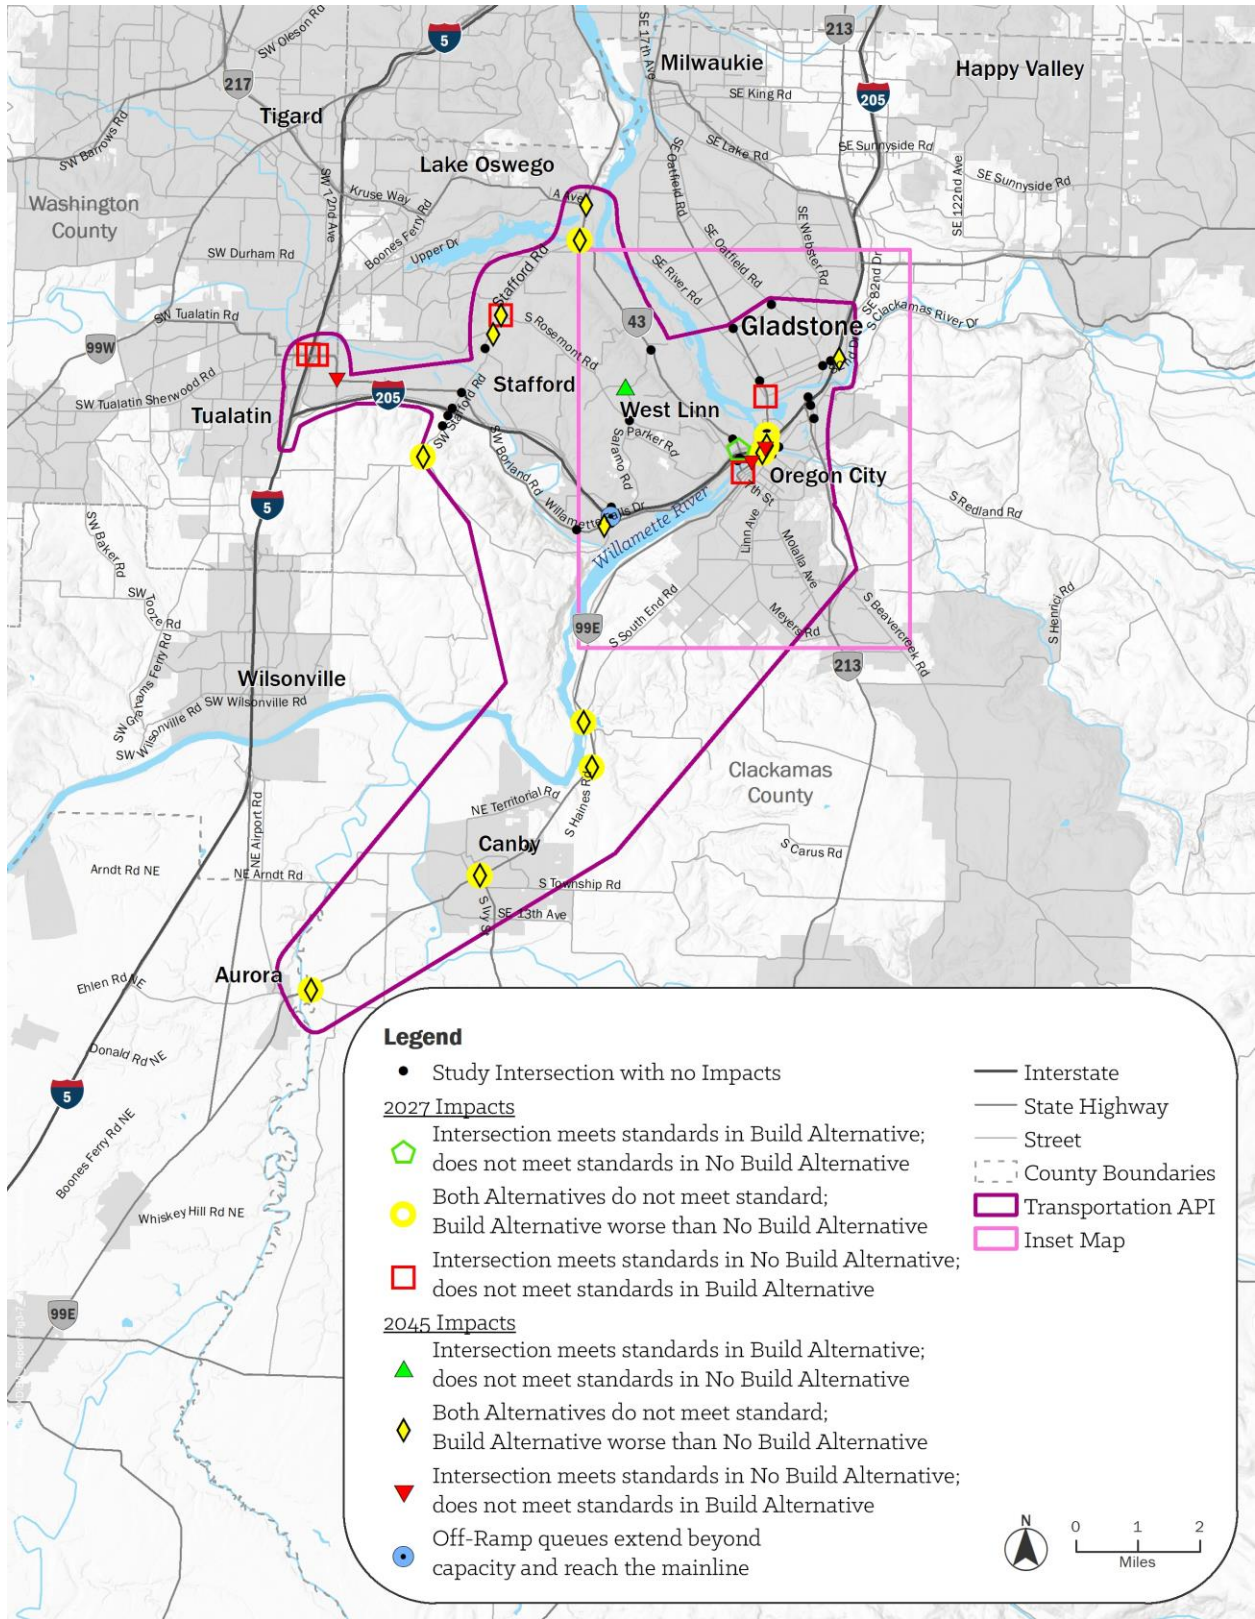 SE 17th Ave
213
5
Milwaukie
Happy Valley
SW Oleson Rd
217
SE King Rd
205
Tigard
SW Barrows Rd
SE Lake Rd
SE Sunnyside Rd
Lake Oswego
SE Oatfield Rd
SE 122nd Ave
SE Sunnyside Rd
SW 72nd Ave
Kruse Way
A Ave
Washington
County
Boones Ferry Rd
SE Webster Rd
Upper Dr
SW Durham Rd
Stafford Rd
SE River Rd
SE Oatfield Rd
SE 82nd Dr
S Clackamas River Dr
SW Tualatin Rd
S Rosemont Rd
43
Gladstone
99W
SW Tualatin Sherwood Rd
Stafford
205
West Linn
Tualatin
SW Stafford Rd
S Parker Rd
Salamo Rd
SW Borland Rd
Oregon City
5
Willamette Falls Dr
Willamette River
7th St
S Redland Rd
SW Baker Rd
Linn Ave
Molalla Ave
SW Tooze Rd
99E
S South End Rd
Meyers Rd
S Beavercreek Rd
S Henrici Rd
213
Wilsonville
SW Grahams Ferry Rd
SW Wilsonville Rd
SW Wilsonville Rd
Clackamas
County
NE Territorial Rd
S Haines Rd
NE Airport Rd
Canby
S Carus Rd
Arndt Rd NE
NE Arndt Rd
S Township Rd
S Ivy St
SE 13th Ave
Aurora
Ehlen Rd NE
Donald Rd NE
5
Boones Ferry Rd NE
Whiskey Hill Rd NE
99E
Legend
Study Intersection with no Impacts
2027 Impacts
Intersection meets standards in Build Alternative;
does not meet standards in No Build Alternative
Both Alternatives do not meet standard;
Build Alternative worse than No Build Alternative
Intersection meets standards in No Build Alternative;
does not meet standards in Build Alternative
2045 Impacts
Intersection meets standards in Build Alternative;
does not meet standards in No Build Alternative
Both Alternatives do not meet standard;
Build Alternative worse than No Build Alternative
Intersection meets standards in No Build Alternative;
does not meet standards in Build Alternative
Off-Ramp queues extend beyond
capacity and reach the mainline
Interstate
State Highway
Street
County Boundaries
Transportation API
Inset Map
N
0 1 2
Miles